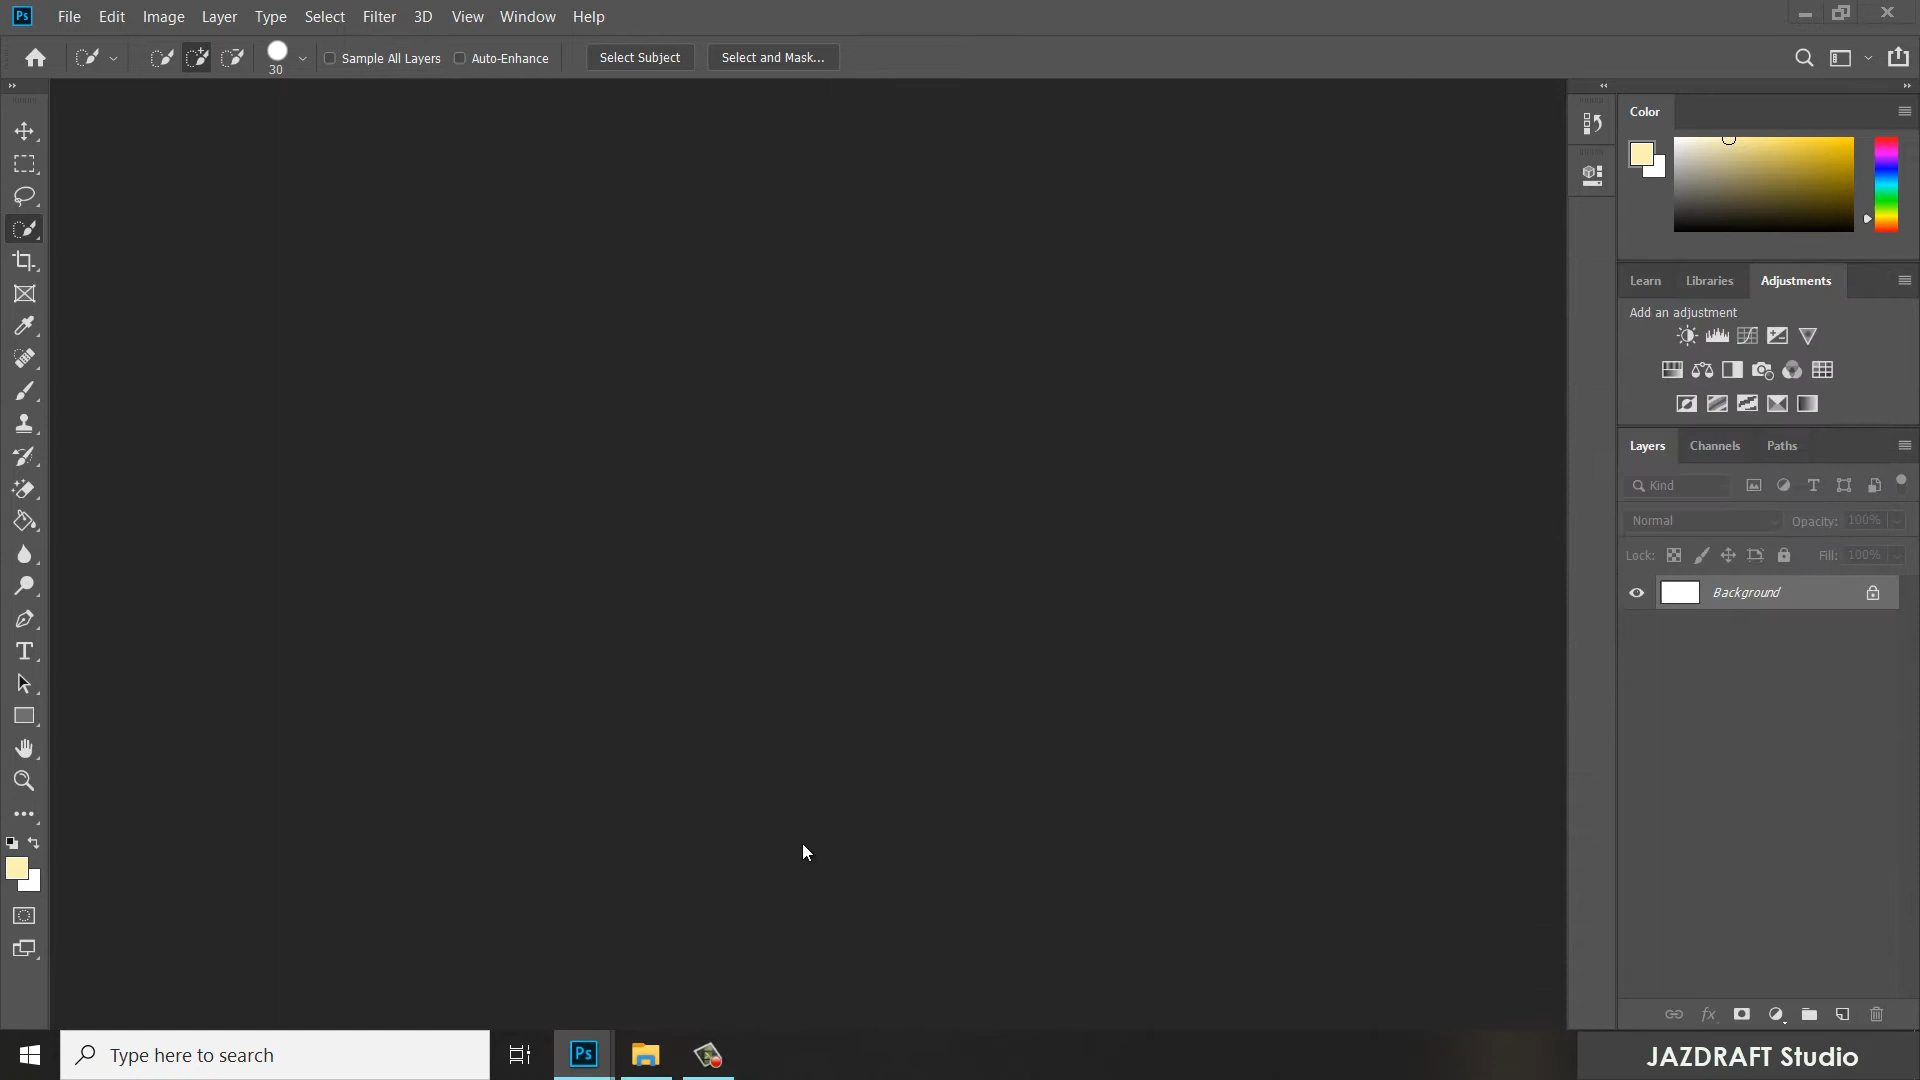 Ps File Edit Image Layer Type Select Filter 3D View Window Help
30 Sample All Layers Auto-Enhance Select Subject Select and Mask...
Color
Learn Libraries Adjustments
Add an adjustment
Layers Channels Paths
Kind
Normal Opacity: 100%
Lock: Fill: 100%
Background
fx
Type here to search Ps JAZDRAFT Studio